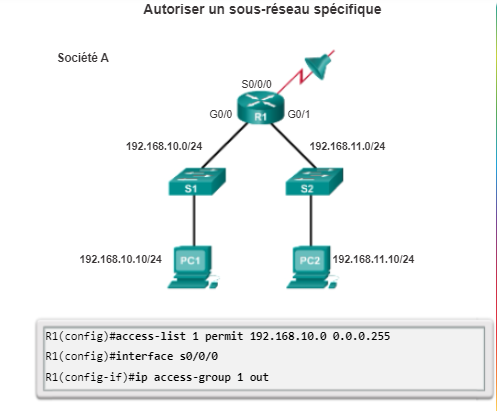 Autoriser un sous-réseau spécifique
Société A
S0/0/0
G0/0
R1
G0/1
192.168.10.0/24
192.168.11.0/24
S1
S2
192.168.10.10/24
PC1
PC2
192.168.11.10/24
R1(config)#access-list 1 permit 192.168.10.0 0.0.0.255
R1(config)#interface s0/0/0
R1(config-if)#ip access-group 1 out